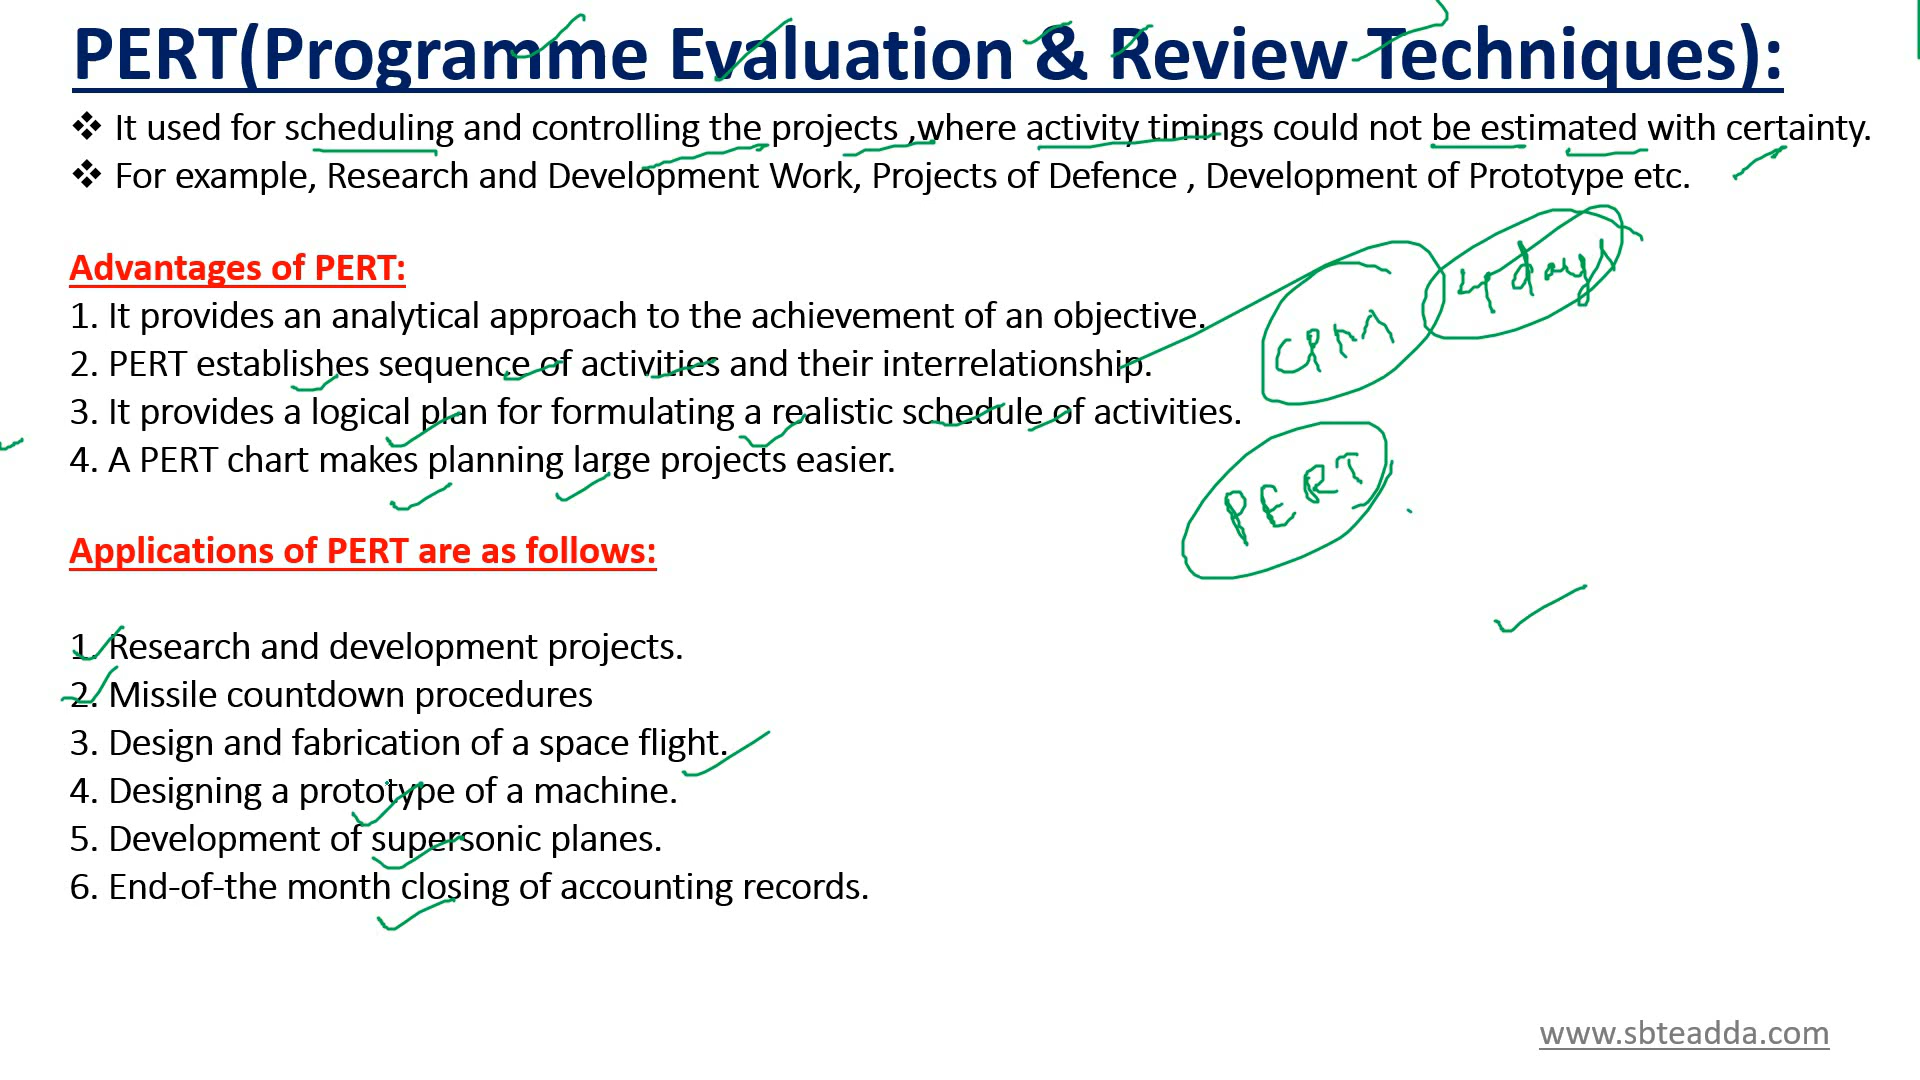 PERT(Programme Evaluation & Review Techniques):
❖ It used for scheduling and controlling the projects ,where activity timings could not be estimated with certainty.
❖ For example, Research and Development Work, Projects of Defence , Development of Prototype etc.
Advantages of PERT:
1. It provides an analytical approach to the achievement of an objective.
2. PERT establishes sequence of activities and their interrelationship.
3. It provides a logical plan for formulating a realistic schedule of activities.
4. A PERT chart makes planning large projects easier.
CPM
4 days
PERT
Applications of PERT are as follows:
1. Research and development projects.
2. Missile countdown procedures
3. Design and fabrication of a space flight.
4. Designing a prototype of a machine.
5. Development of supersonic planes.
6. End-of-the month closing of accounting records.
www.sbteadda.com